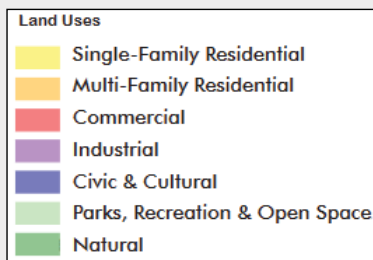 Land Uses
Single-Family Residential
Multi-Family Residential
Commercial
Industrial
Civic & Cultural
Parks, Recreation & Open Space
Natural